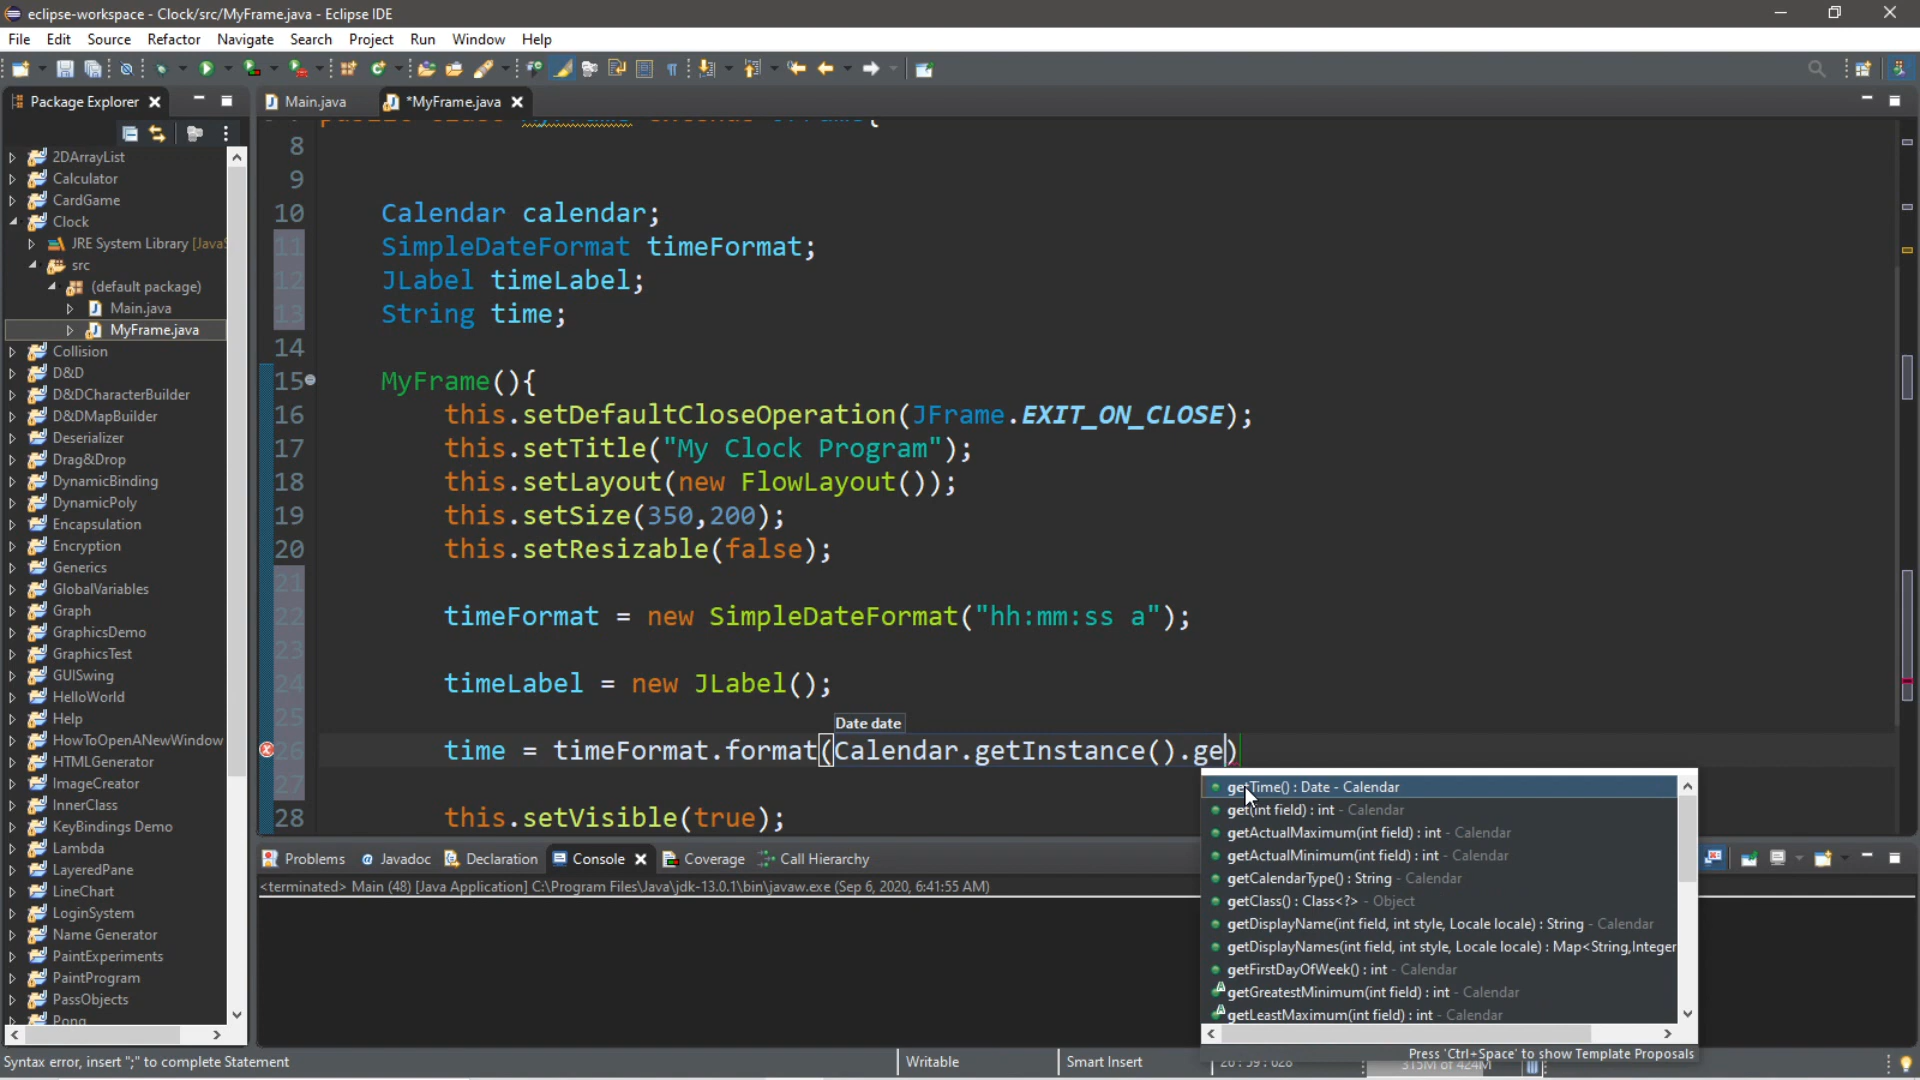 eclipse-workspace - Clock/src/MyFrame.java - Eclipse IDE
File Edit Source Refactor Navigate Search Project Run Window Help
Package Explorer
Main.java
*MyFrame.java
2DArrayList
Calculator
CardGame
Clock
JRE System Library [JavaS
src
(default package)
Main.java
MyFrame.java
Collision
D&D
D&DCharacterBuilder
D&DMapBuilder
Deserializer
Drag&Drop
DynamicBinding
DynamicPoly
Encapsulation
Encryption
Generics
GlobalVariables
Graph
GraphicsDemo
GraphicsTest
GUISwing
HelloWorld
Help
HowToOpenANewWindow
HTMLGenerator
ImageCreator
InnerClass
KeyBindings Demo
Lambda
LayeredPane
LineChart
LoginSystem
Name Generator
PaintExperiments
PaintProgram
PassObjects
Pong
8
9
10 Calendar calendar;
11 SimpleDateFormat timeFormat;
12 JLabel timeLabel;
13 String time;
14
15 MyFrame(){
16 this.setDefaultCloseOperation(JFrame.EXIT_ON_CLOSE);
17 this.setTitle("My Clock Program");
18 this.setLayout(new FlowLayout());
19 this.setSize(350,200);
20 this.setResizable(false);
21
22 timeFormat = new SimpleDateFormat("hh:mm:ss a");
23
24 timeLabel = new JLabel();
25
Date date
26 time = timeFormat.format(Calendar.getInstance().ge)
27
28 this.setVisible(true);
getTime() : Date - Calendar
get(int field) : int - Calendar
getActualMaximum(int field) : int - Calendar
getActualMinimum(int field) : int - Calendar
getCalendarType() : String - Calendar
getClass() : Class<?> - Object
getDisplayName(int field, int style, Locale locale) : String - Calendar
getDisplayNames(int field, int style, Locale locale) : Map<String,Integer
getFirstDayOfWeek() : int - Calendar
getGreatestMinimum(int field) : int - Calendar
getLeastMaximum(int field) : int - Calendar
Press 'Ctrl+Space' to show Template Proposals
Problems @ Javadoc Declaration Console Coverage Call Hierarchy
<terminated> Main (48) [Java Application] C:\Program Files\Java\jdk-13.0.1\bin\javaw.exe (Sep 6, 2020, 6:41:55 AM)
Syntax error, insert ";" to complete Statement
Writable
Smart Insert
26 : 59 : 628
315M of 424M